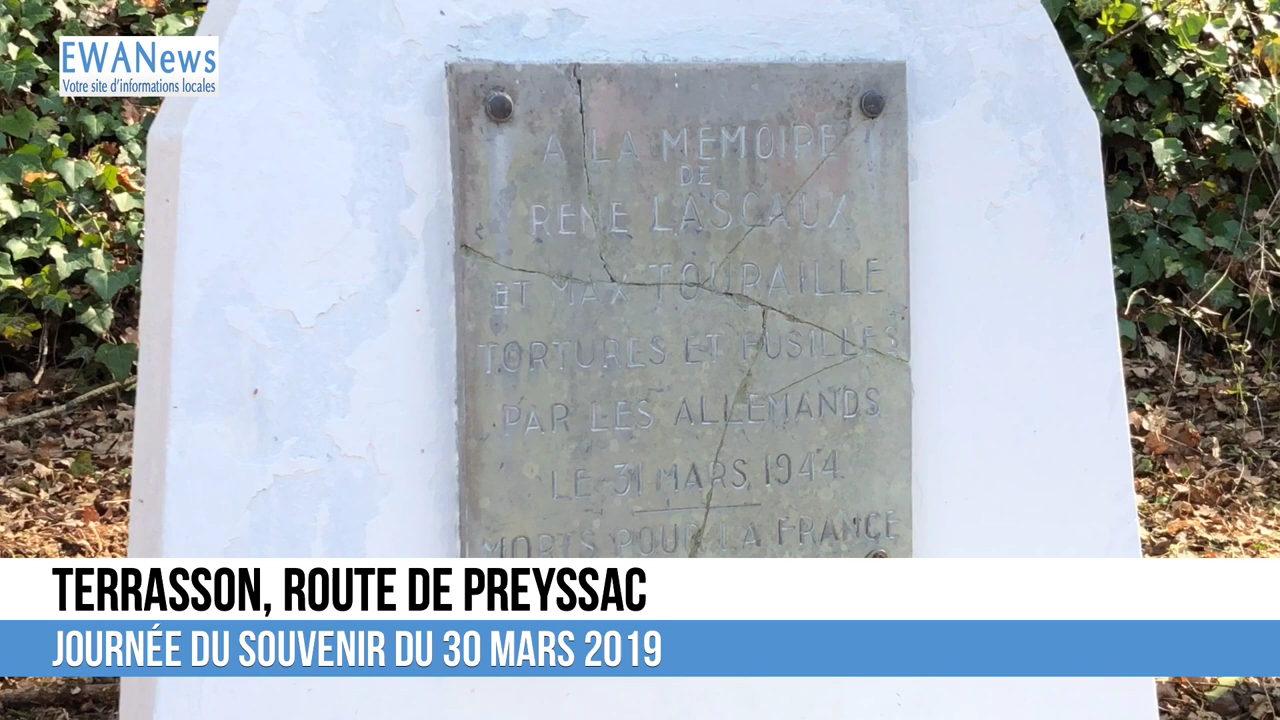 EWANews
Votre site d'informations locales
A LA MEMOIRE
DE
RENE LASCAUX
ET MAX TOURAILLE
TORTURES ET FUSILLES
PAR LES ALLEMANDS
LE 31 MARS 1944
MORTS POUR LA FRANCE
TERRASSON, ROUTE DE PREYSSAC
JOURNÉE DU SOUVENIR DU 30 MARS 2019